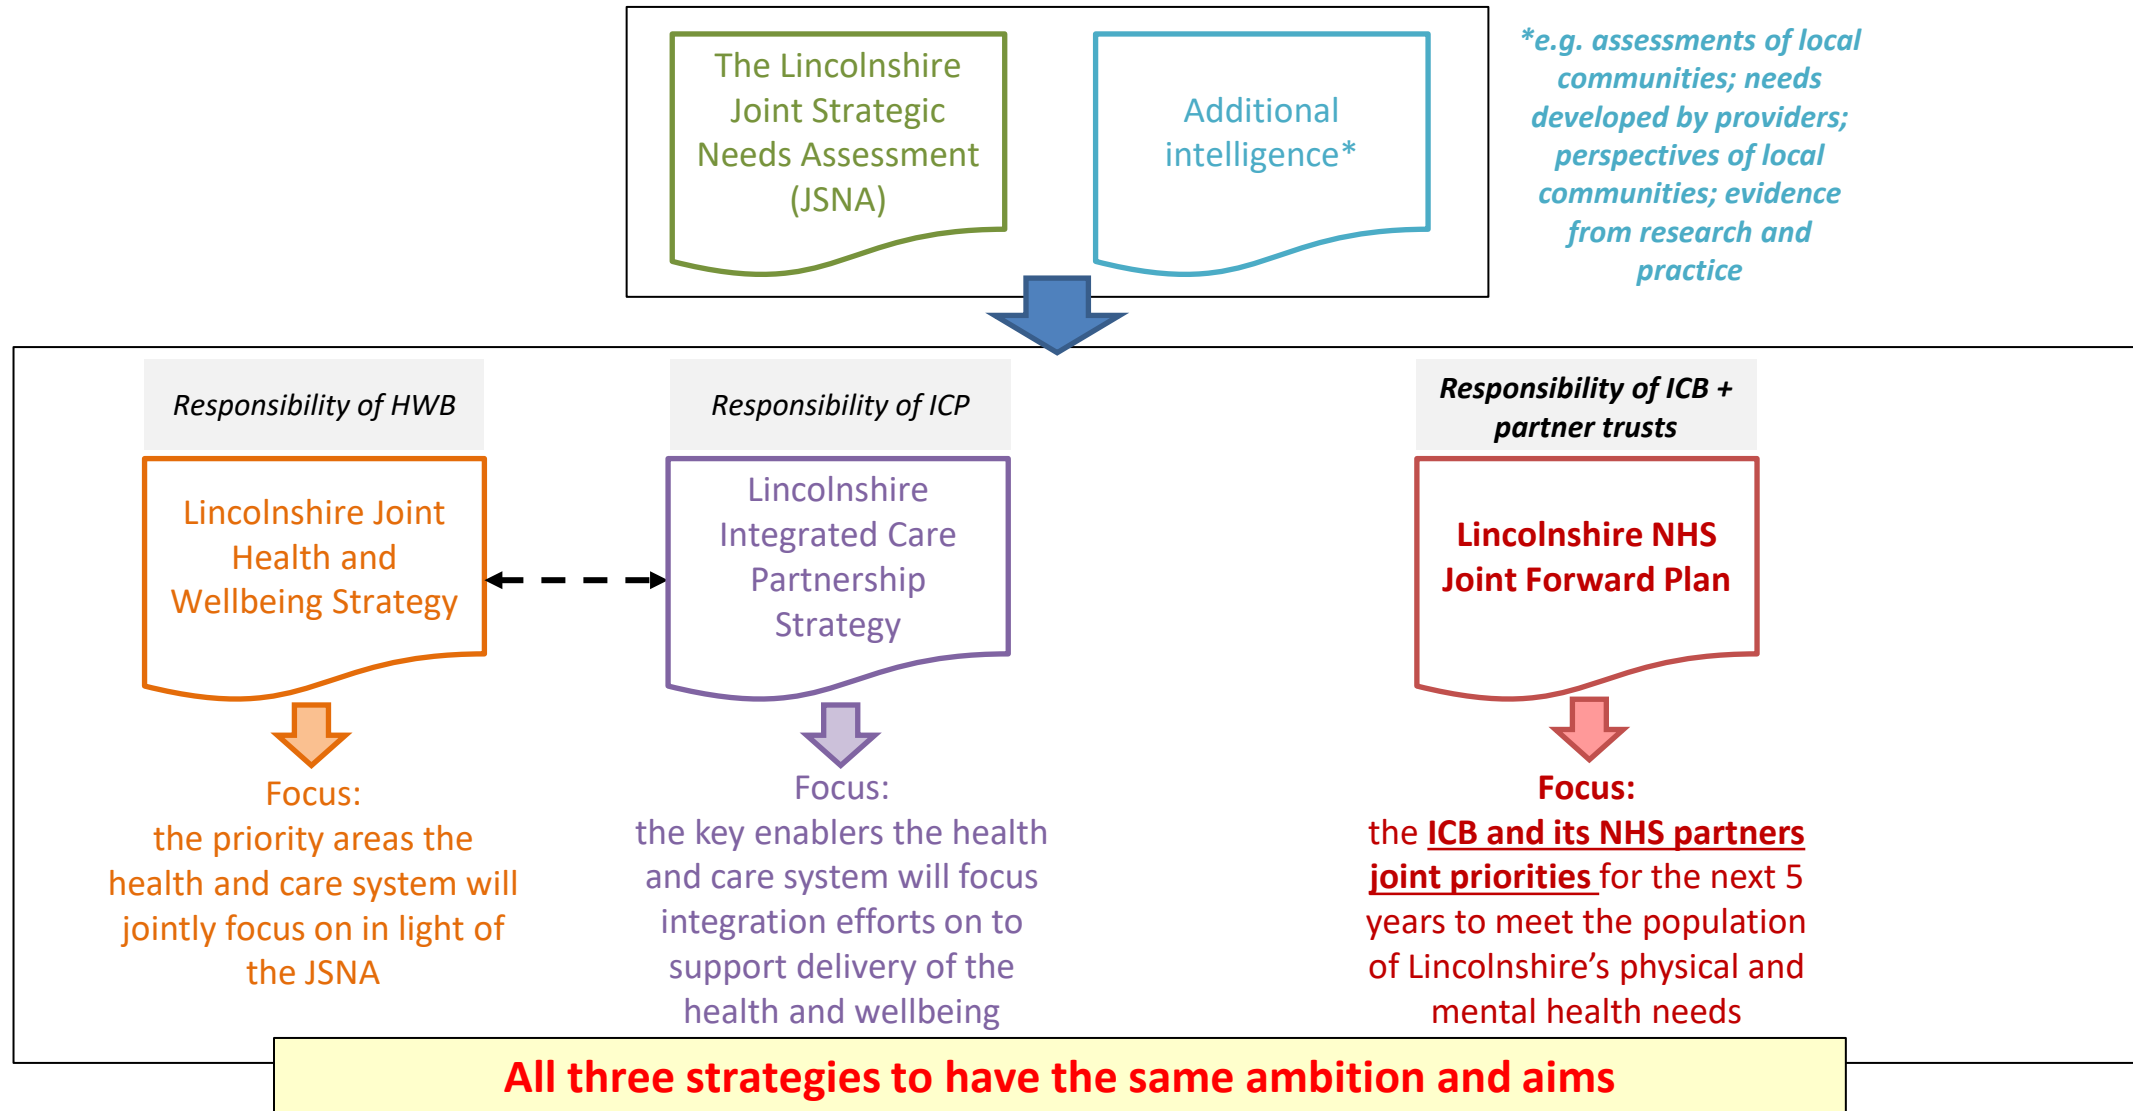 The Lincolnshire
Joint Strategic
Needs Assessment
(JSNA)
Additional
intelligence*
*e.g. assessments of local
communities; needs
developed by providers;
perspectives of local
communities; evidence
from research and
practice
Responsibility of HWB
Lincolnshire Joint
Health and
Wellbeing Strategy
Focus:
the priority areas the
health and care system will
jointly focus on in light of
the JSNA
Responsibility of ICP
Lincolnshire
Integrated Care
Partnership
Strategy
Focus:
the key enablers the health
and care system will focus
integration efforts on to
support delivery of the
health and wellbeing
Responsibility of ICB +
partner trusts
Lincolnshire NHS
Joint Forward Plan
Focus:
the ICB and its NHS partners
joint priorities for the next 5
years to meet the population
of Lincolnshire’s physical and
mental health needs
All three strategies to have the same ambition and aims